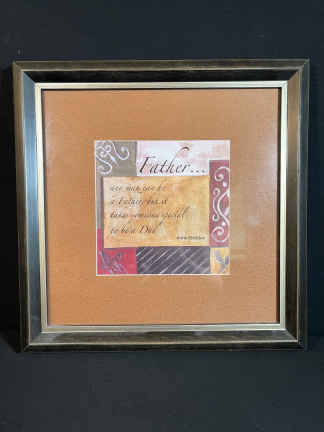 Father...
any man can be
a Father, but it
takes someone special
to be a Dad